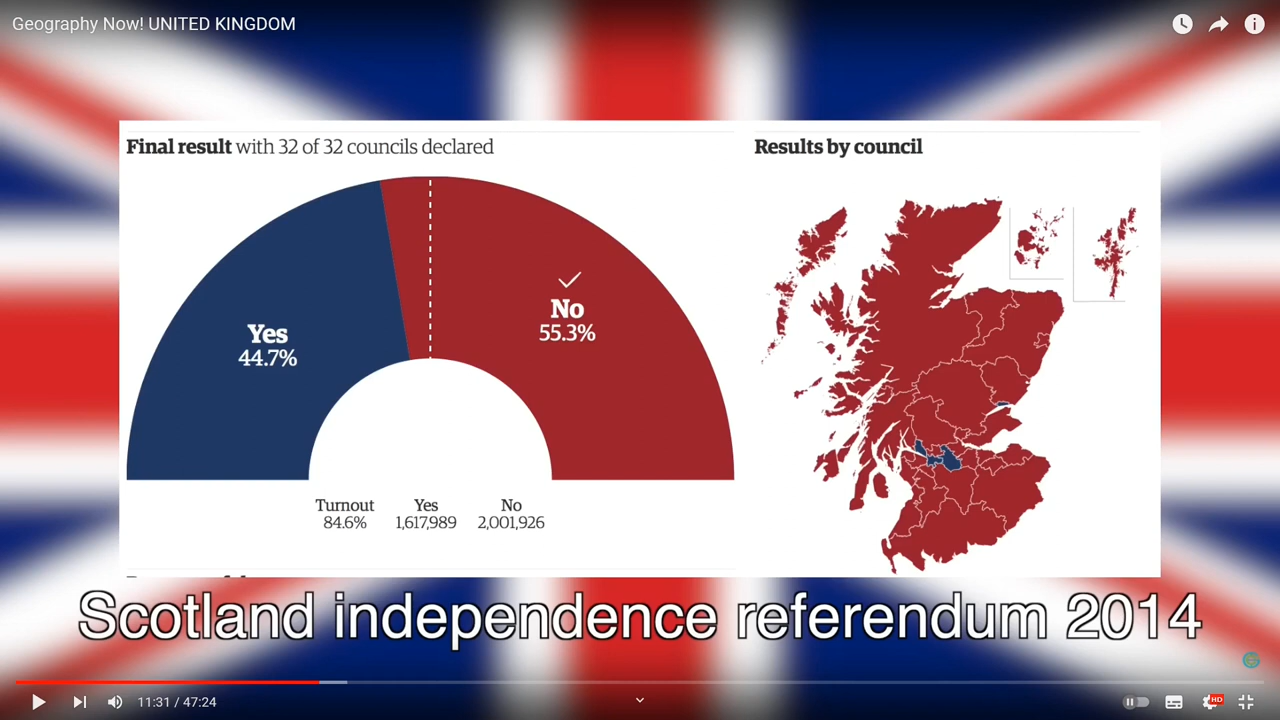 Geography Now! UNITED KINGDOM
Final result with 32 of 32 councils declared
Results by council
Yes
44.7%
No
55.3%
Turnout Yes No
84.6% 1,617,989 2,001,926
Scotland independence referendum 2014
11:31 / 47:24
HD